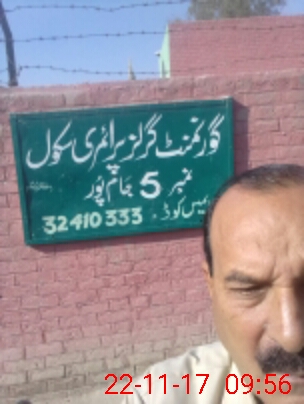 گورنمنٹ گرلز پرائمری سکول
نمبر 5 جام پور
ایمس کوڈ . 32410333
22-11-17 09:56